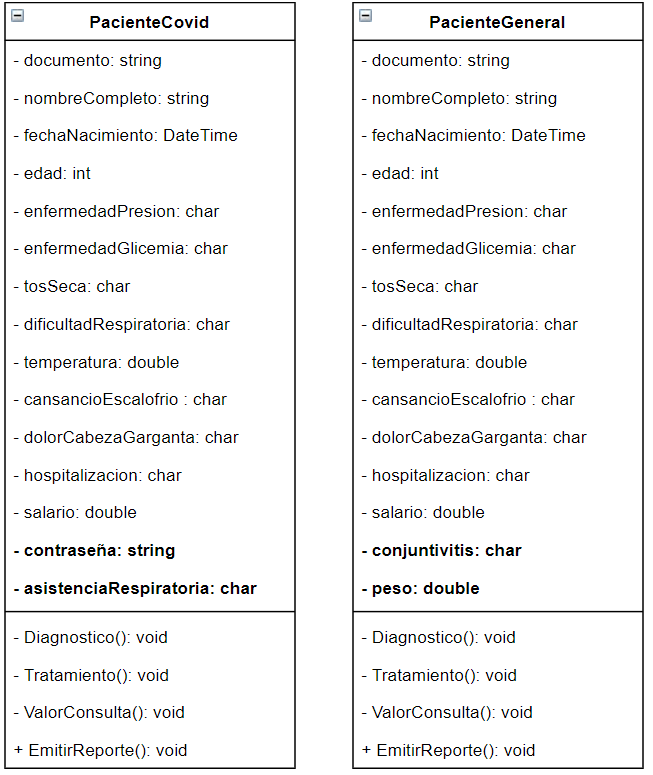 PacienteCovid
- documento: string
- nombreCompleto: string
- fechaNacimiento: DateTime
- edad: int
- enfermedadPresion: char
- enfermedadGlicemia: char
- tosSeca: char
- dificultadRespiratoria: char
- temperatura: double
- cansancioEscalofrio : char
- dolorCabezaGarganta: char
- hospitalizacion: char
- salario: double
- contraseña: string
- asistenciaRespiratoria: char
- Diagnostico(): void
- Tratamiento(): void
- ValorConsulta(): void
+ EmitirReporte(): void
PacienteGeneral
- documento: string
- nombreCompleto: string
- fechaNacimiento: DateTime
- edad: int
- enfermedadPresion: char
- enfermedadGlicemia: char
- tosSeca: char
- dificultadRespiratoria: char
- temperatura: double
- cansancioEscalofrio : char
- dolorCabezaGarganta: char
- hospitalizacion: char
- salario: double
- conjuntivitis: char
- peso: double
- Diagnostico(): void
- Tratamiento(): void
- ValorConsulta(): void
+ EmitirReporte(): void